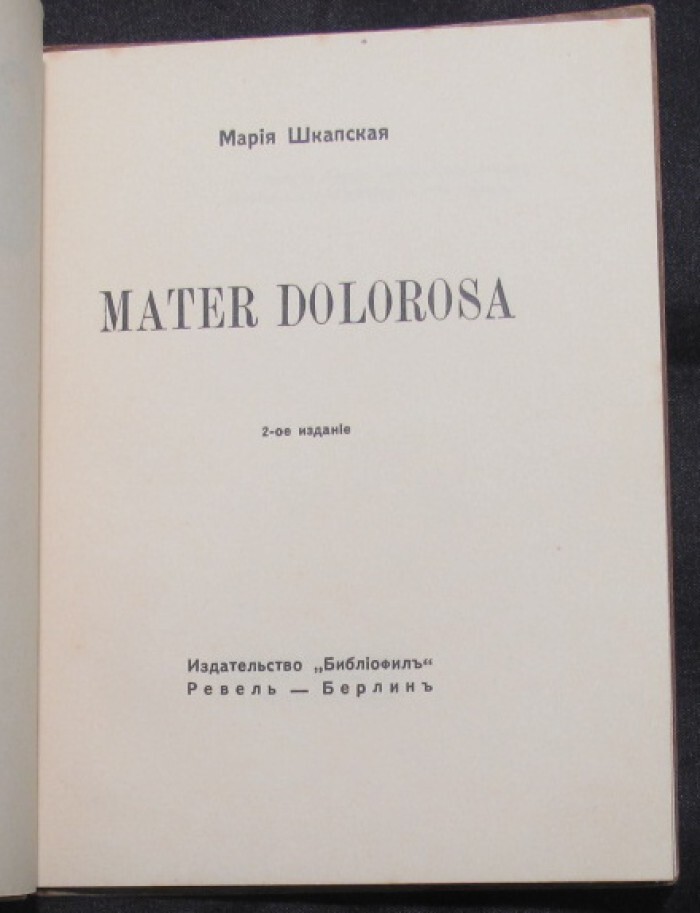 Марія Шкапская
MATER DOLOROSA
2-ое изданіе
Издательство „Библіофилъ“
Ревель — Берлинъ